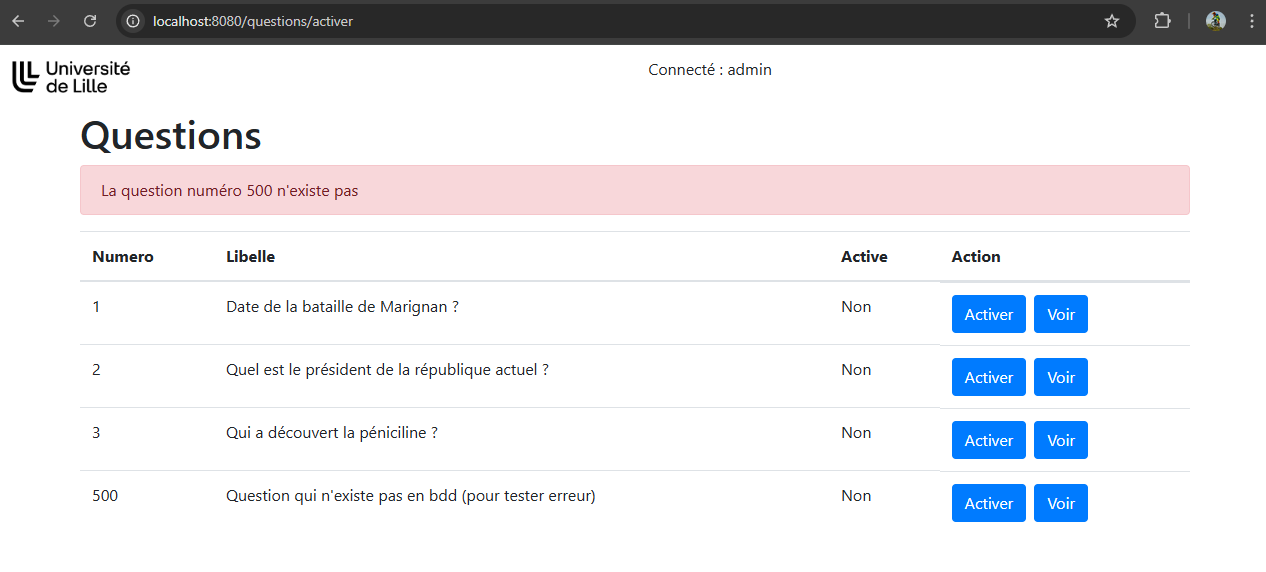 localhost:8080/questions/activer
Université
de Lille
Connecté : admin
Questions
La question numéro 500 n'existe pas
Numero Libelle Active Action
1 Date de la bataille de Marignan ? Non Activer Voir
2 Quel est le président de la république actuel ? Non Activer Voir
3 Qui a découvert la péniciline ? Non Activer Voir
500 Question qui n'existe pas en bdd (pour tester erreur) Non Activer Voir